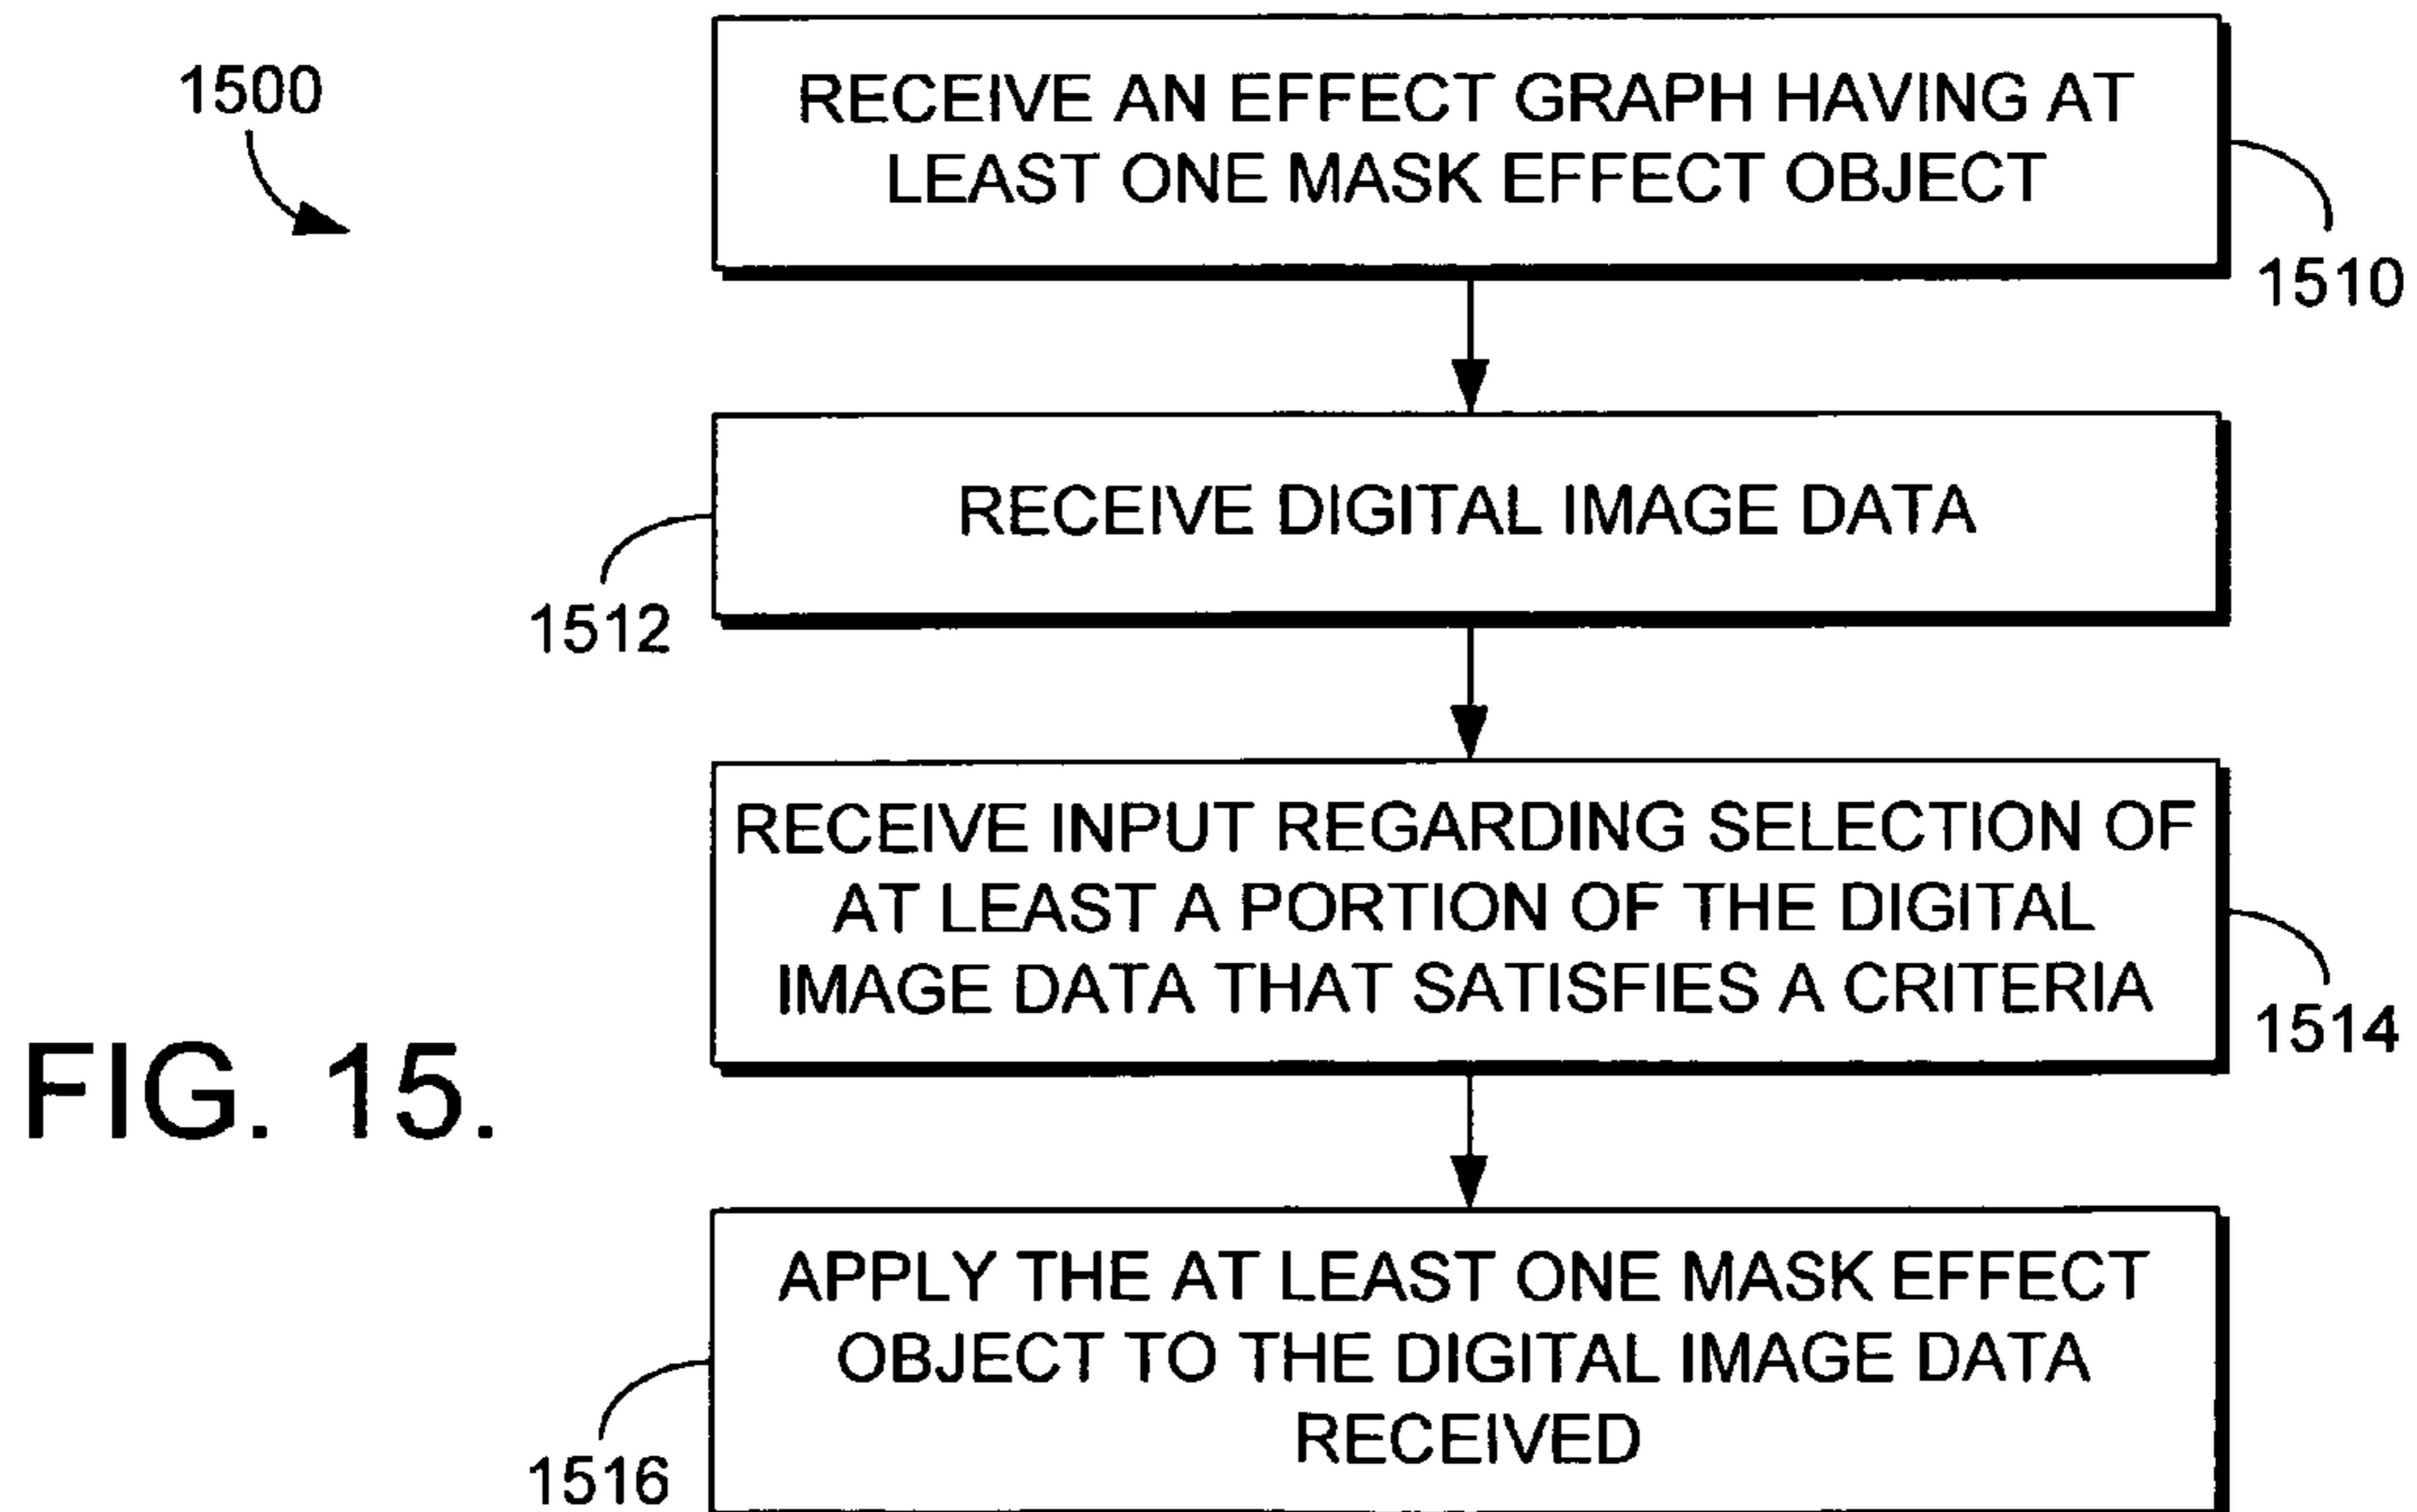 1500
RECEIVE AN EFFECT GRAPH HAVING AT
LEAST ONE MASK EFFECT OBJECT
1510
RECEIVE DIGITAL IMAGE DATA
1512
RECEIVE INPUT REGARDING SELECTION OF
AT LEAST A PORTION OF THE DIGITAL
IMAGE DATA THAT SATISFIES A CRITERIA
1514
FIG. 15.
APPLY THE AT LEAST ONE MASK EFFECT
OBJECT TO THE DIGITAL IMAGE DATA
RECEIVED
1516